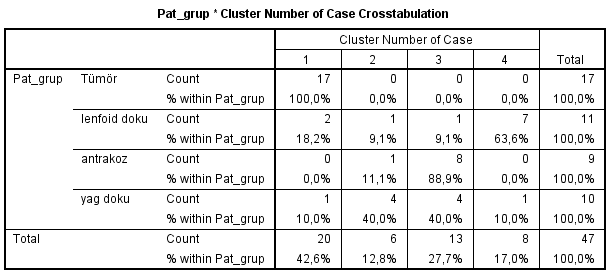 Pat_grup * Cluster Number of Case Crosstabulation
Cluster Number of Case
1 2 3 4 Total
Pat_grup Tümör Count 17 0 0 0 17
% within Pat_grup 100,0% 0,0% 0,0% 0,0% 100,0%
lenfoid doku Count 2 1 1 7 11
% within Pat_grup 18,2% 9,1% 9,1% 63,6% 100,0%
antrakoz Count 0 1 8 0 9
% within Pat_grup 0,0% 11,1% 88,9% 0,0% 100,0%
yag doku Count 1 4 4 1 10
% within Pat_grup 10,0% 40,0% 40,0% 10,0% 100,0%
Total Count 20 6 13 8 47
% within Pat_grup 42,6% 12,8% 27,7% 17,0% 100,0%